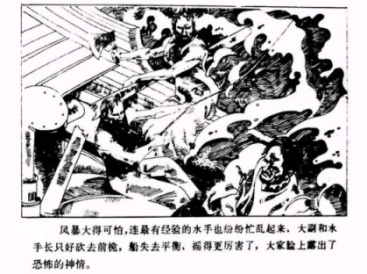 风暴大得可怕,连最有经验的水手也纷纷忙乱起来,大副和水
手长只好砍去前桅,船失去平衡,摇得更厉害了,大家脸上露出了
恐怖的神情。